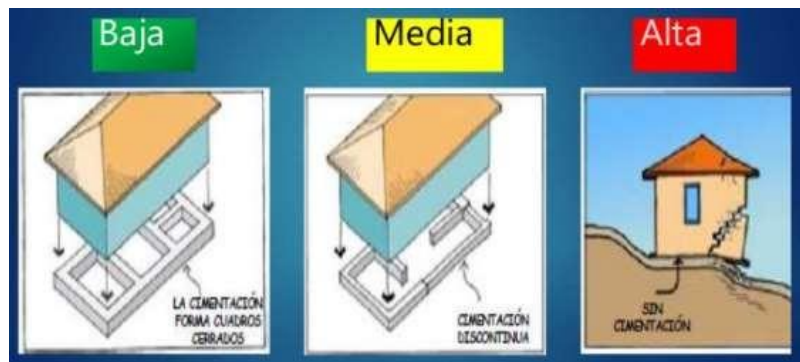 Baja
Media
Alta
LA CIMENTACIÓN
FORMA CUADROS
CERRADOS
CIMENTACIÓN
DISCONTINUA
SIN
CIMENTACIÓN